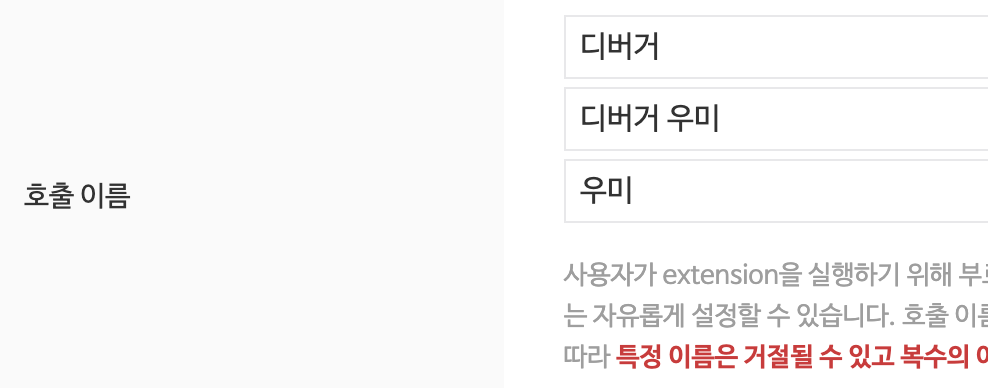 디버거
디버거 우미
호출 이름
우미
사용자가 extension을 실행하기 위해
는 자유롭게 설정할 수 있습니다. 호출
따라 특정 이름은 거절될 수 있고 복수의